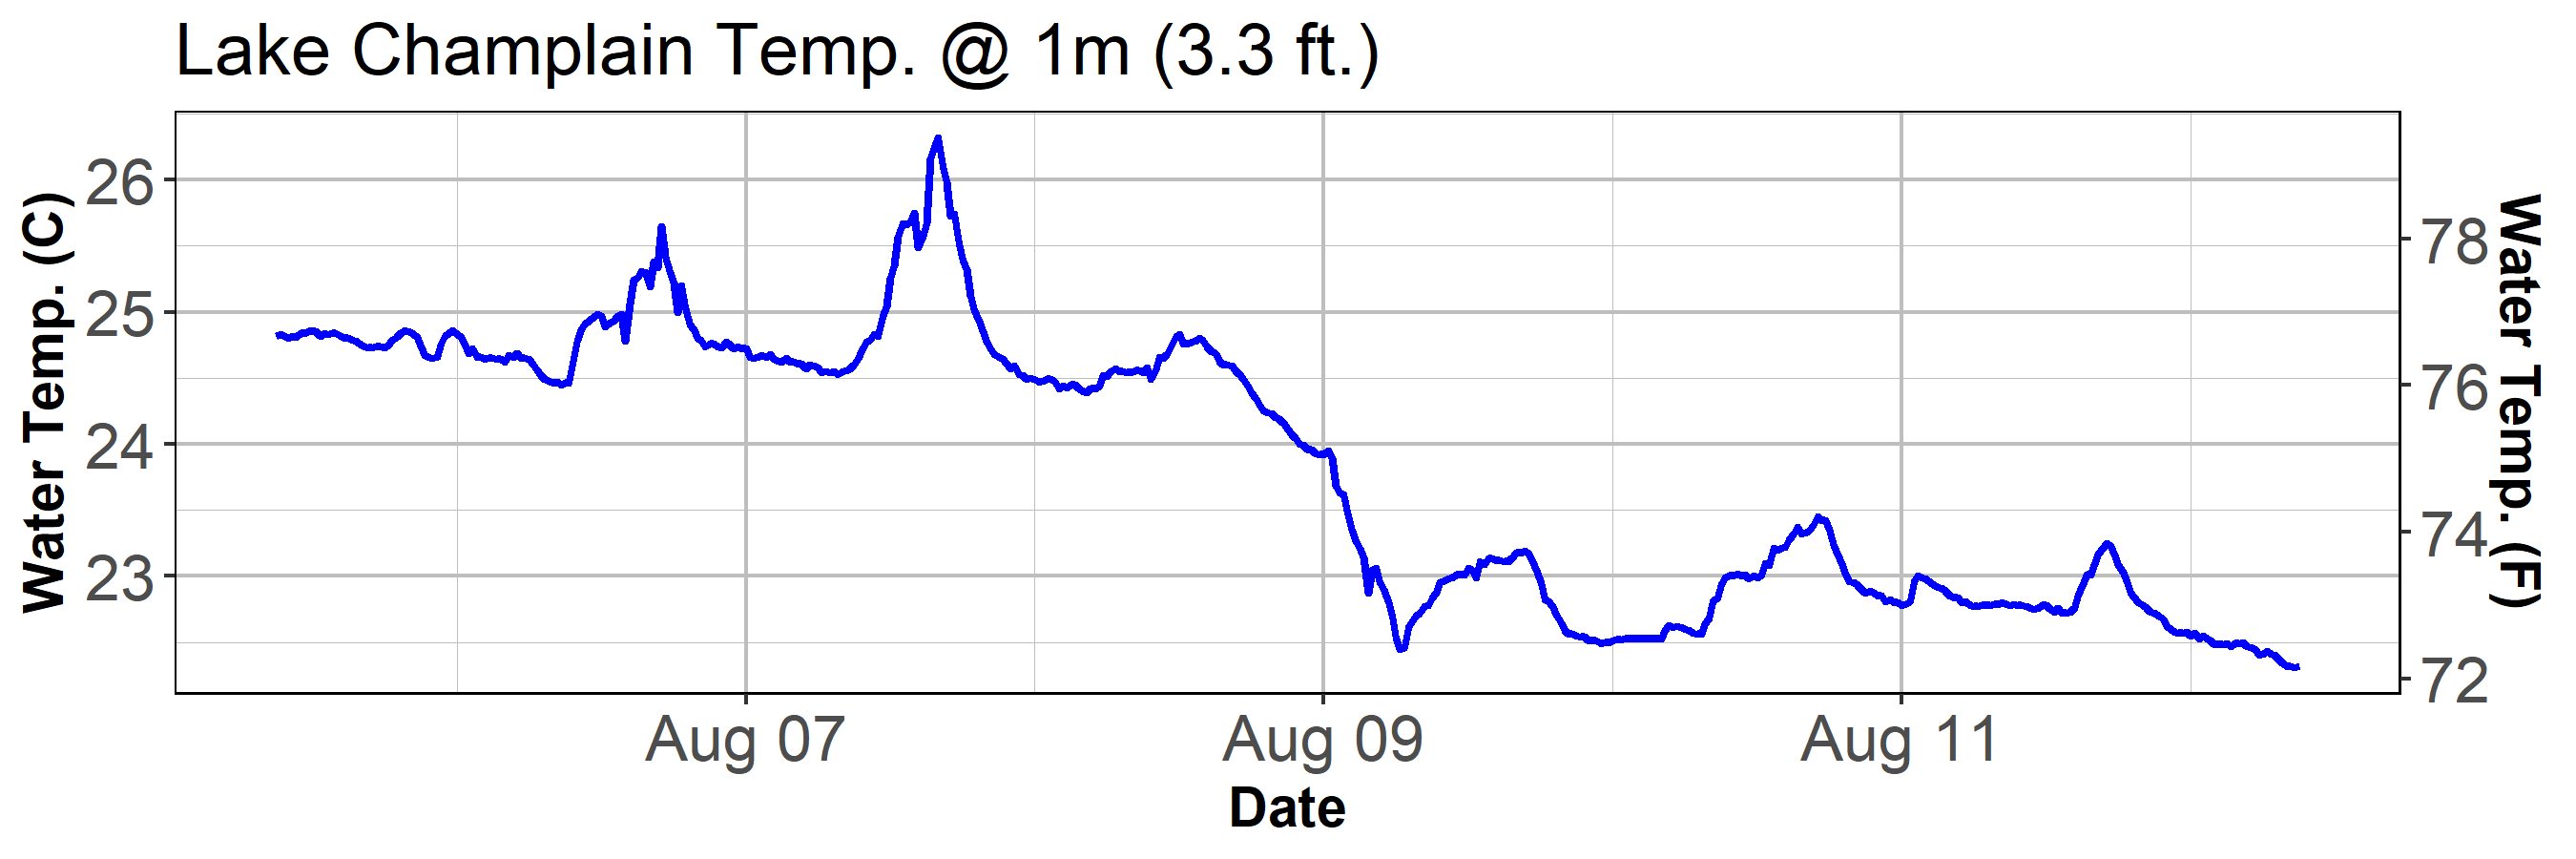 Lake Champlain Temp. @ 1m (3.3 ft.)
Water Temp. (C)
26
25
24
23
78
76
74
72
Water Temp. (F)
Aug 07
Aug 09
Aug 11
Date